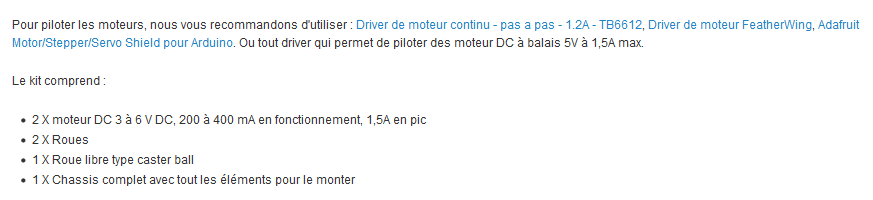 Pour piloter les moteurs, nous vous recommandons d'utiliser : Driver de moteur continu - pas a pas - 1.2A - TB6612, Driver de moteur FeatherWing, Adafruit
Motor/Stepper/Servo Shield pour Arduino. Ou tout driver qui permet de piloter des moteur DC à balais 5V à 1,5A max.
Le kit comprend :
2 X moteur DC 3 à 6 V DC, 200 à 400 mA en fonctionnement, 1,5A en pic
2 X Roues
1 X Roue libre type caster ball
1 X Chassis complet avec tout les éléments pour le monter